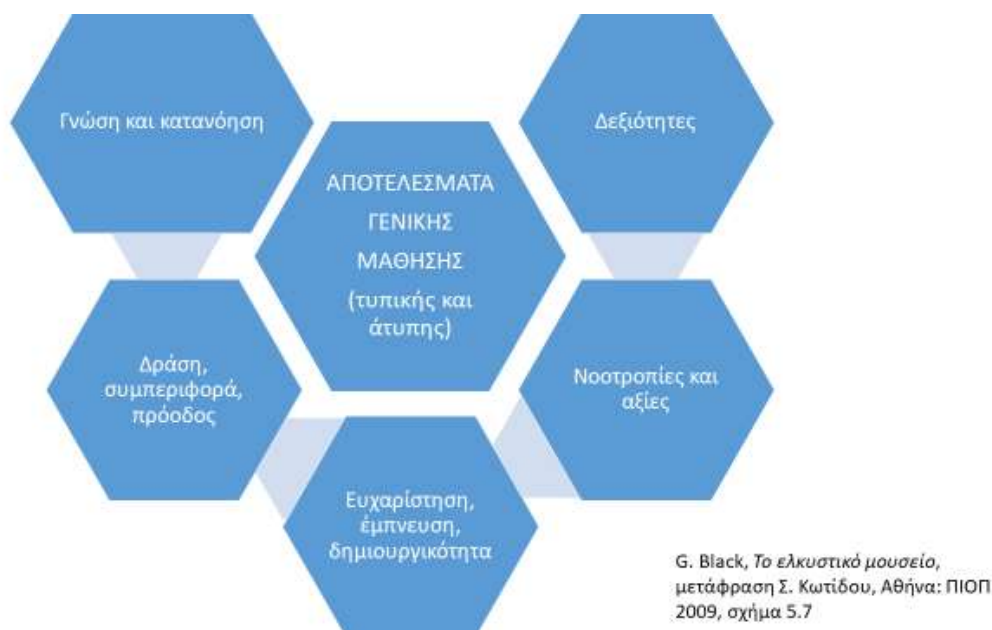 Γνώση και κατανόηση
Δεξιότητες
ΑΠΟΤΕΛΕΣΜΑΤΑ
ΓΕΝΙΚΗΣ
ΜΑΘΗΣΗΣ
(τυπικής και
άτυπης)
Δράση,
συμπεριφορά,
πρόοδος
Νοοτροπίες και
αξίες
Ευχαρίστηση,
έμπνευση,
δημιουργικότητα
G. Black, Το ελκυστικό μουσείο,
μετάφραση Σ. Κωτίδου, Αθήνα: ΠΙΟΠ
2009, σχήμα 5.7